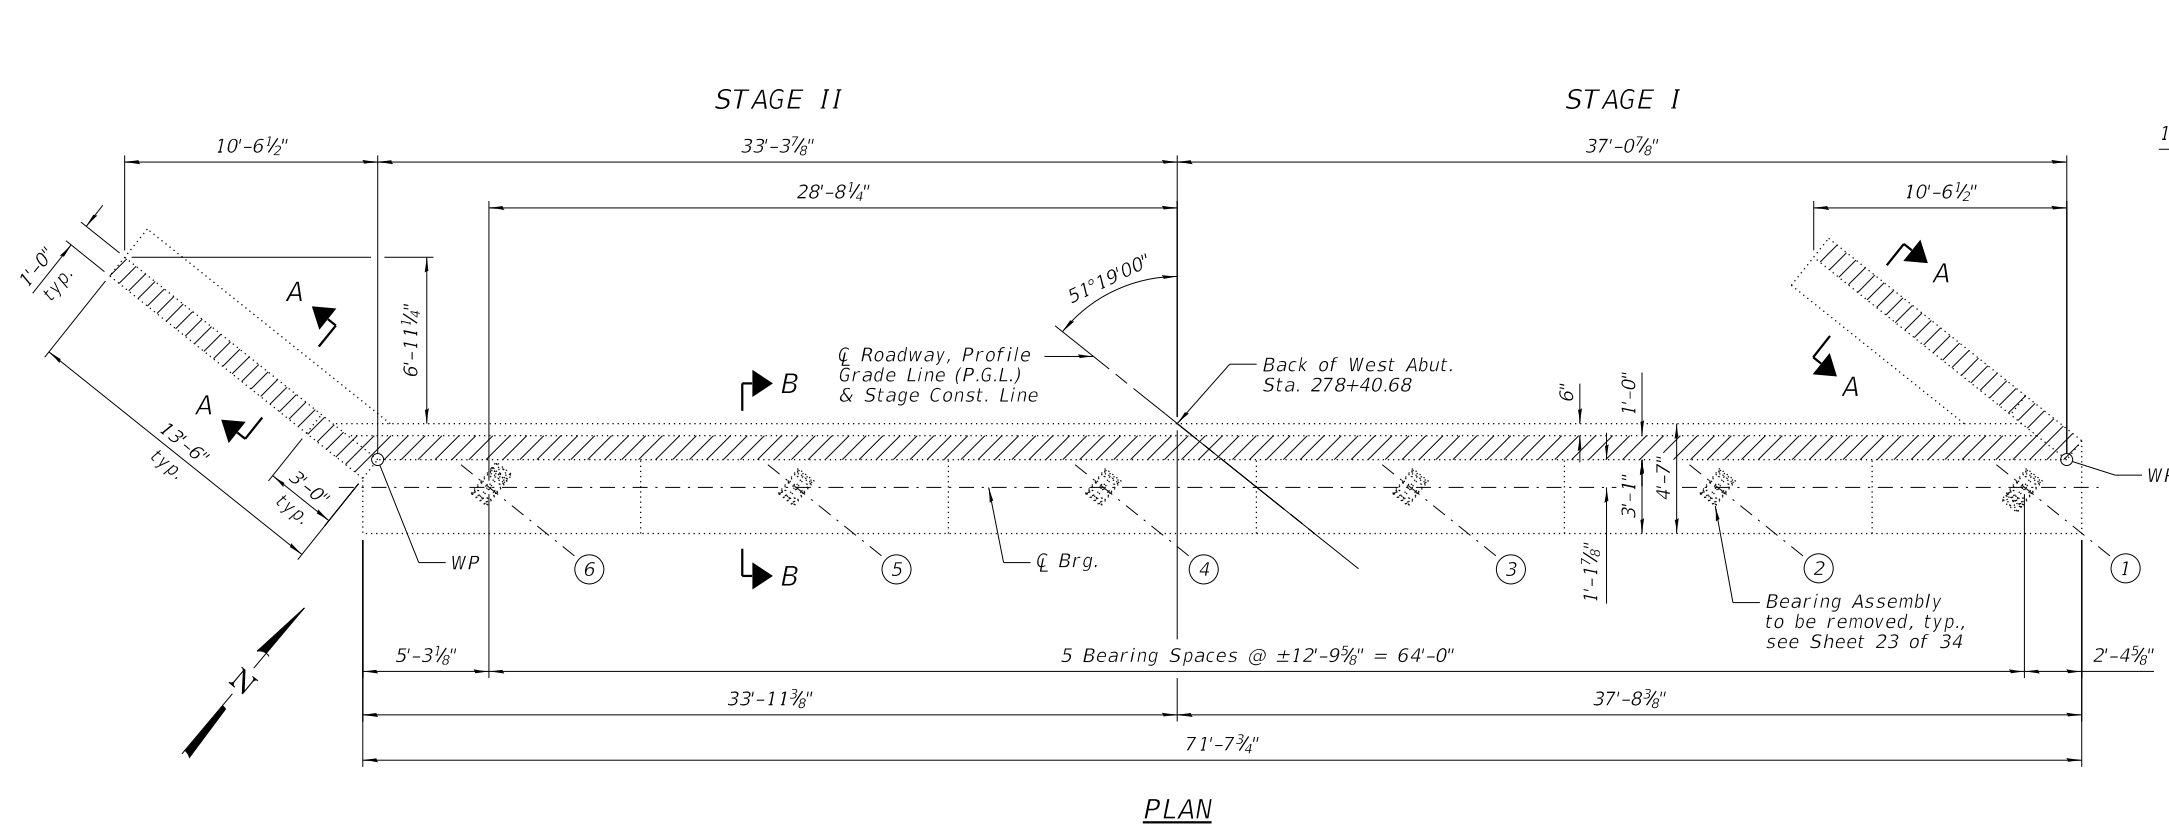 STAGE II
STAGE I
10'-6½"
33'-3⅞"
37'-0⅞"
1
28'-8¼"
10'-6½"
1'-0"
typ.
A
A
6'-11¼"
51°19'00"
℄ Roadway, Profile
Grade Line (P.G.L.)
& Stage Const. Line
Back of West Abut.
Sta. 278+40.68
6"
1'-0"
B
A
A
13'-6"
typ.
3'-0"
typ.
3'-1"
4'-7"
1'-1⅞"
WP
WP
B
℄ Brg.
6
5
4
3
2
1
Bearing Assembly
to be removed, typ.,
see Sheet 23 of 34
N
5'-3⅛"
5 Bearing Spaces @ ±12'-9⅝" = 64'-0"
2'-4⅝"
33'-11⅜"
37'-8⅜"
71'-7¾"
PLAN